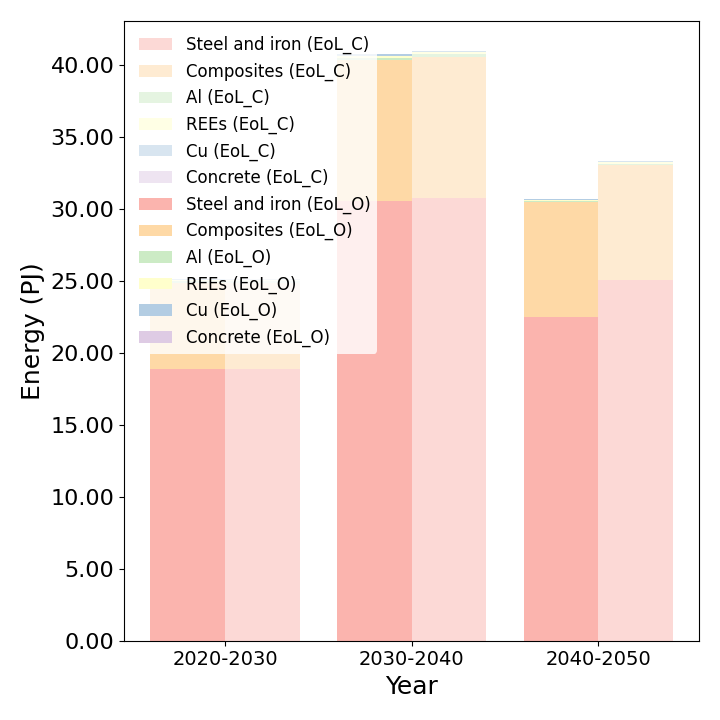 Steel and iron (EoL_C)
Composites (EoL_C)
Al (EoL_C)
REEs (EoL_C)
Cu (EoL_C)
Concrete (EoL_C)
Steel and iron (EoL_O)
Composites (EoL_O)
Al (EoL_O)
REEs (EoL_O)
Cu (EoL_O)
Concrete (EoL_O)
Energy (PJ)
40.00
35.00
30.00
25.00
20.00
15.00
10.00
5.00
0.00
2020-2030
2030-2040
2040-2050
Year